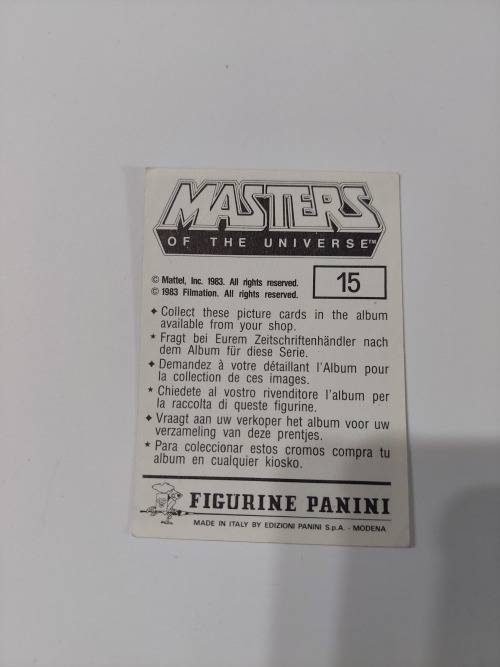 MASTERS
OF THE UNIVERSE™
© Mattel, Inc. 1983. All rights reserved.
© 1983 Filmation. All rights reserved.
15
✦ Collect these picture cards in the album
available from your shop.
★ Fragt bei Eurem Zeitschriftenhändler nach
dem Album für diese Serie.
✦ Demandez à votre détaillant l'Album pour
la collection de ces images.
★ Chiedete al vostro rivenditore l'album per
la raccolta di queste figurine.
✦ Vraagt aan uw verkoper het album voor uw
verzameling van deze prentjes.
★ Para coleccionar estos cromos compra tu
album en cualquier kiosko.
FIGURINE PANINI
MADE IN ITALY BY EDIZIONI PANINI S.p.A. - MODENA